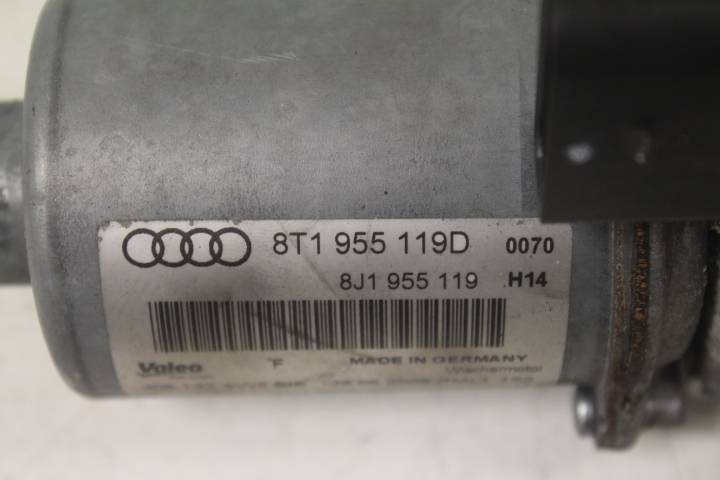 8T1 955 119D 0070
8J1 955 119 H14
Valeo F MADE IN GERMANY
Wischermotor